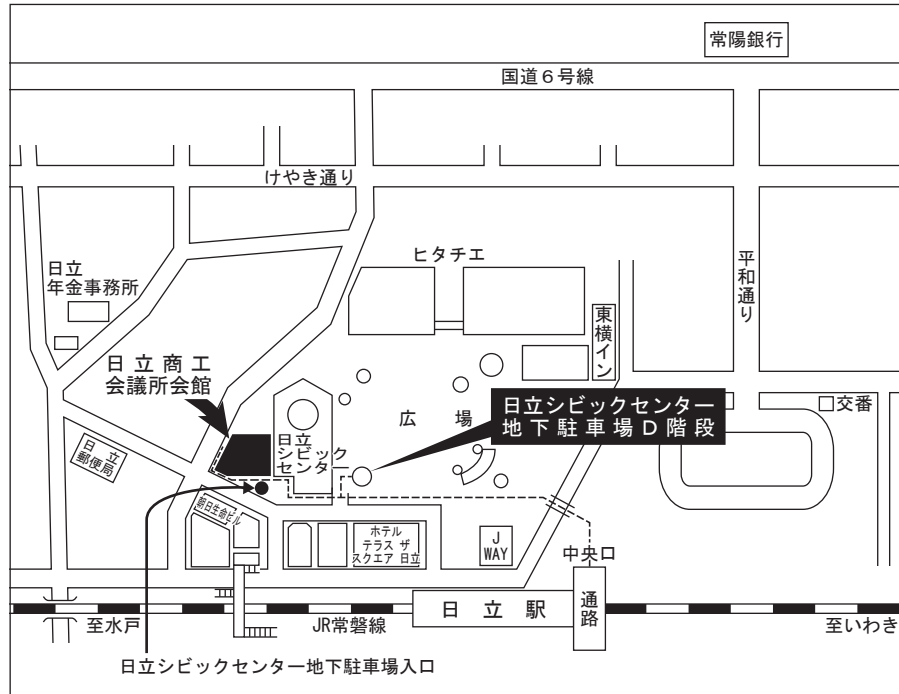 常陽銀行
国道６号線
けやき通り
ヒタチエ
平和通り
日立
年金事務所
東横イン
日立商工
会議所会館
日立シビックセンター
地下駐車場Ｄ階段
交番
広場
日立
シビック
センター
日立
郵便局
朝日生命ビル
ホテル
テラス ザ
スクエア 日立
J
WAY
中央口
日立駅
通路
至水戸
JR常磐線
至いわき
日立シビックセンター地下駐車場入口